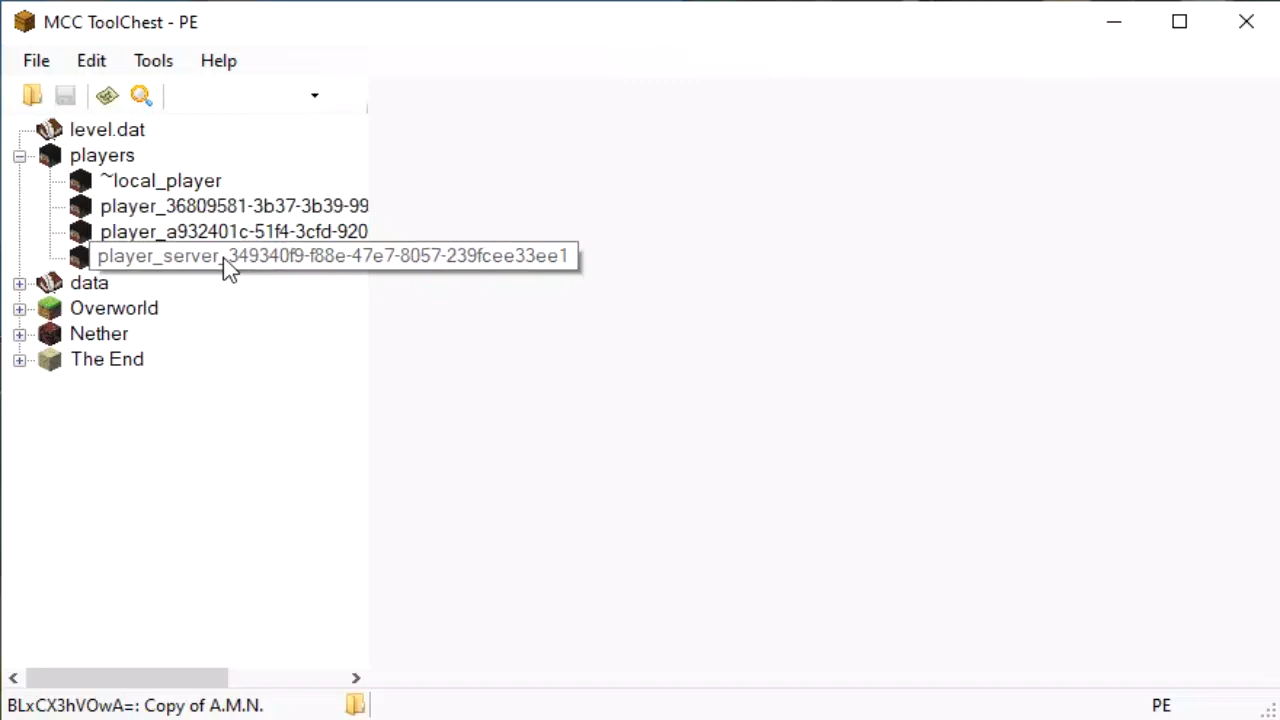 MCC ToolChest - PE
File Edit Tools Help
level.dat
players
~local_player
player_36809581-3b37-3b39-99
player_a932401c-51f4-3cfd-920
player_server_349340f9-f88e-47e7-8057-239fcee33ee1
data
Overworld
Nether
The End
BLxCX3hVOwA=: Copy of A.M.N. PE